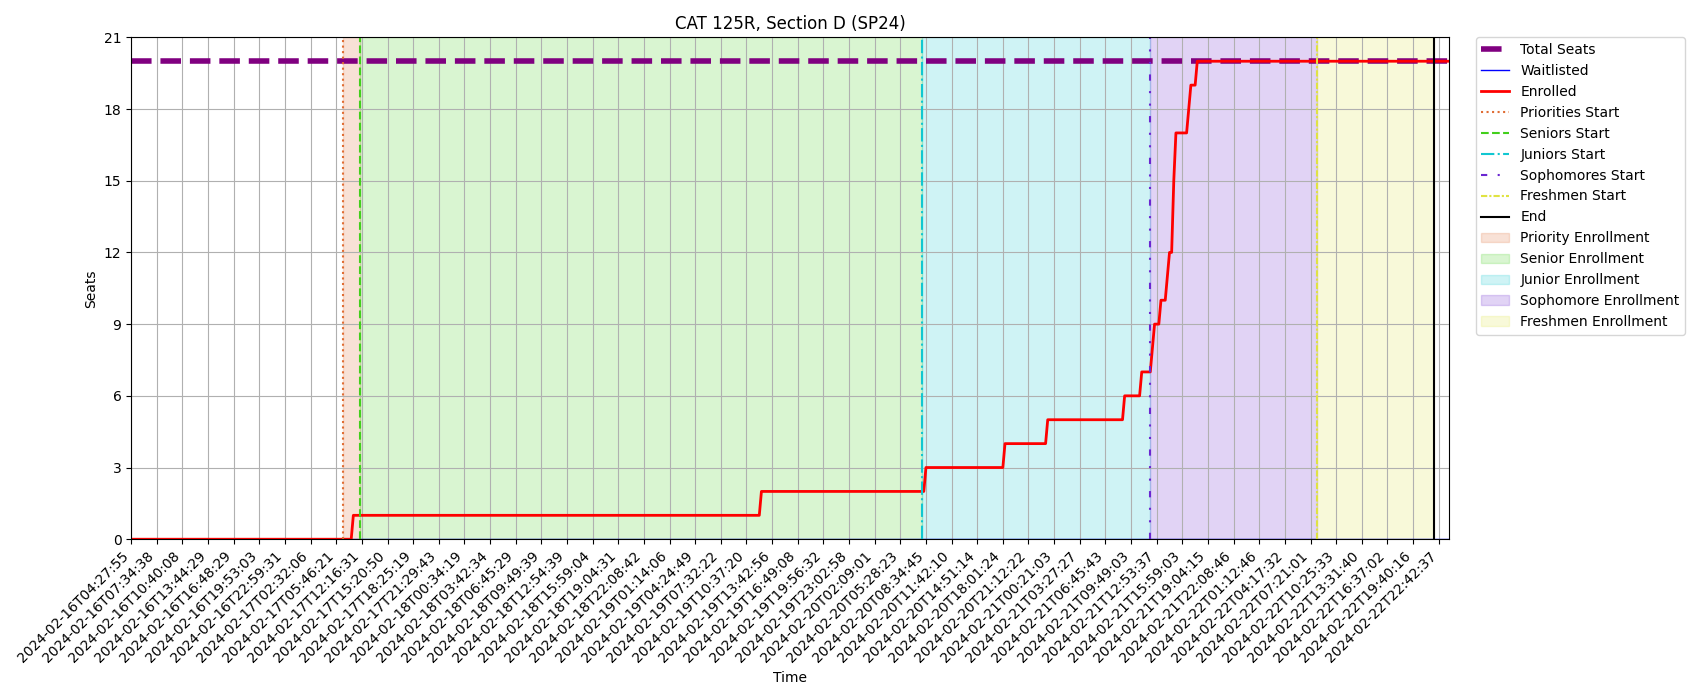 CAT 125R, Section D (SP24)
21
18
15
12
9
6
3
0
Seats
2024-02-16T04:27:55
2024-02-16T07:34:38
2024-02-16T10:40:08
2024-02-16T13:44:29
2024-02-16T16:48:29
2024-02-16T19:53:03
2024-02-16T22:59:31
2024-02-17T02:32:06
2024-02-17T05:46:21
2024-02-17T12:16:31
2024-02-17T15:20:50
2024-02-17T18:25:19
2024-02-17T21:29:43
2024-02-18T00:34:19
2024-02-18T03:42:34
2024-02-18T06:45:29
2024-02-18T09:49:39
2024-02-18T12:54:39
2024-02-18T15:59:04
2024-02-18T19:04:31
2024-02-18T22:08:42
2024-02-19T01:14:06
2024-02-19T04:24:49
2024-02-19T07:32:22
2024-02-19T10:37:20
2024-02-19T13:42:56
2024-02-19T16:49:08
2024-02-19T19:56:32
2024-02-19T23:02:58
2024-02-20T02:09:01
2024-02-20T05:28:23
2024-02-20T08:34:45
2024-02-20T11:42:10
2024-02-20T14:51:14
2024-02-20T18:01:24
2024-02-20T21:12:22
2024-02-21T00:21:03
2024-02-21T03:27:27
2024-02-21T06:45:43
2024-02-21T09:49:03
2024-02-21T12:53:37
2024-02-21T15:59:03
2024-02-21T19:04:15
2024-02-21T22:08:46
2024-02-22T01:12:46
2024-02-22T04:17:32
2024-02-22T07:21:01
2024-02-22T10:25:33
2024-02-22T13:31:40
2024-02-22T16:37:02
2024-02-22T19:40:16
2024-02-22T22:42:37
Time
Total Seats
Waitlisted
Enrolled
Priorities Start
Seniors Start
Juniors Start
Sophomores Start
Freshmen Start
End
Priority Enrollment
Senior Enrollment
Junior Enrollment
Sophomore Enrollment
Freshmen Enrollment